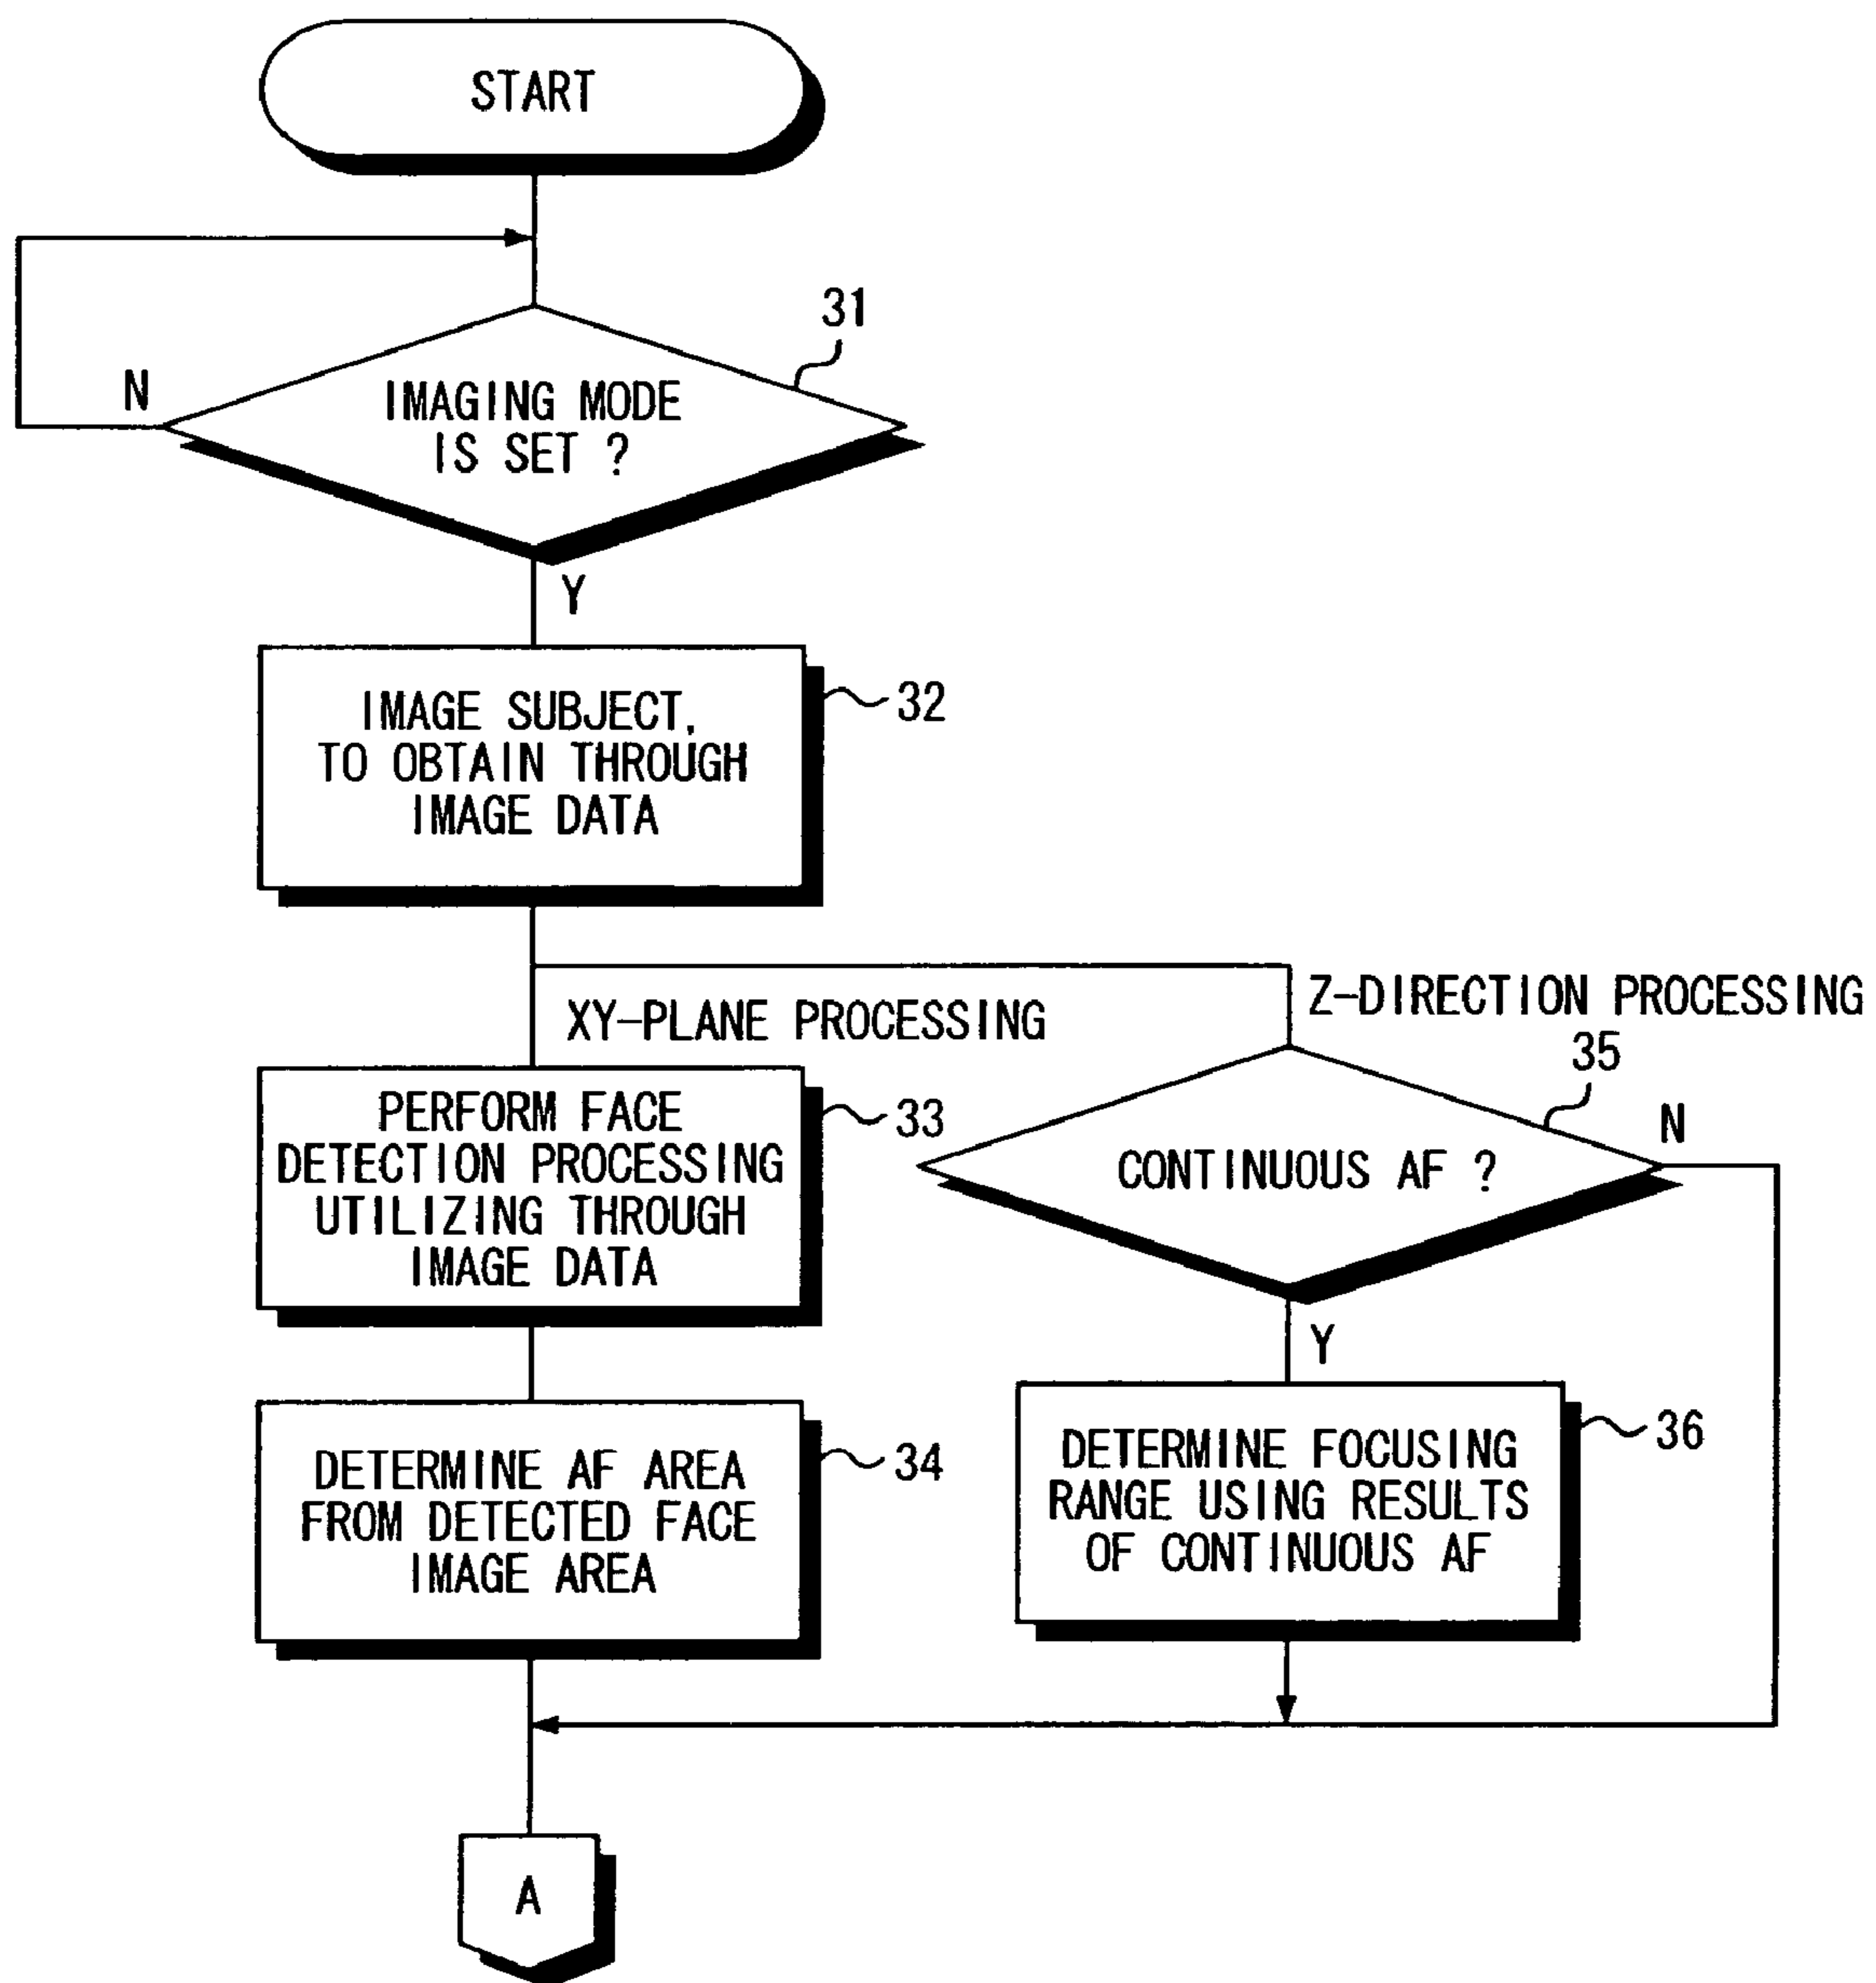 START
31
N
IMAGING MODE
IS SET ?
Y
32
IMAGE SUBJECT,
TO OBTAIN THROUGH
IMAGE DATA
XY-PLANE PROCESSING
Z-DIRECTION PROCESSING
33
PERFORM FACE
DETECTION PROCESSING
UTILIZING THROUGH
IMAGE DATA
35
N
CONTINUOUS AF ?
Y
34
DETERMINE AF AREA
FROM DETECTED FACE
IMAGE AREA
36
DETERMINE FOCUSING
RANGE USING RESULTS
OF CONTINUOUS AF
A